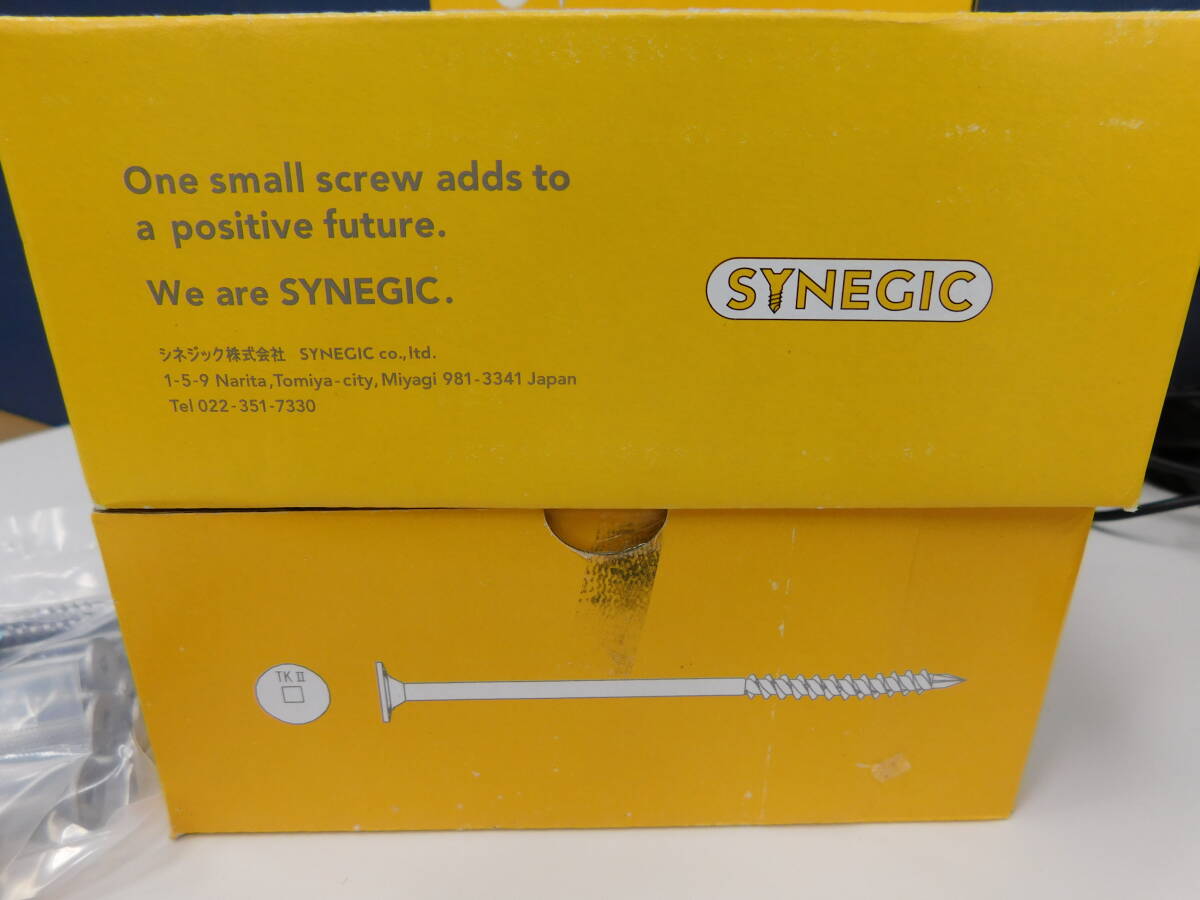 One small screw adds to
a positive future.
We are SYNEGIC.
SYNEGIC
シネジック株式会社 SYNEGIC co.,ltd.
1-5-9 Narita,Tomiya-city,Miyagi 981-3341 Japan
Tel 022-351-7330
TK II